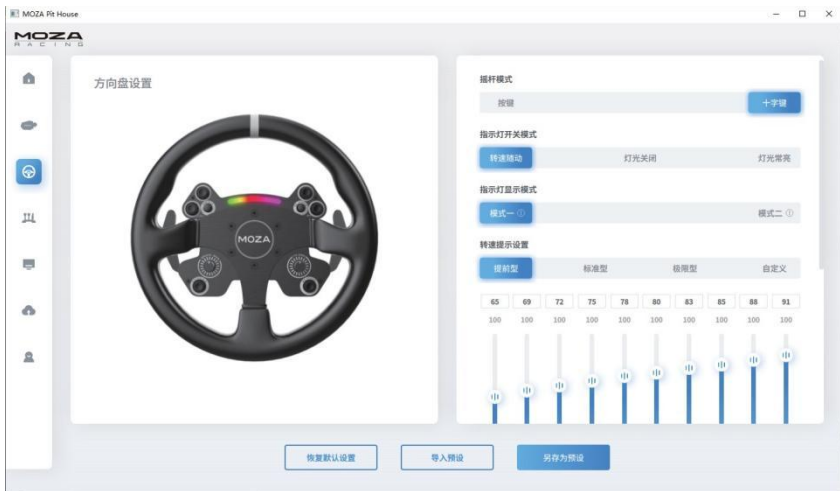 MOZA Pit House
MOZA
RACING
方向盘设置
MOZA
摇杆模式
按键 十字键
指示灯开关模式
转速随动 灯光关闭 灯光常亮
指示灯显示模式
模式一 模式二
转速提示设置
提前型 标准型 极限型 自定义
65 69 72 75 78 80 83 85 88 91
100 100 100 100 100 100 100 100 100 100
恢复默认设置 导入预设 另存为预设